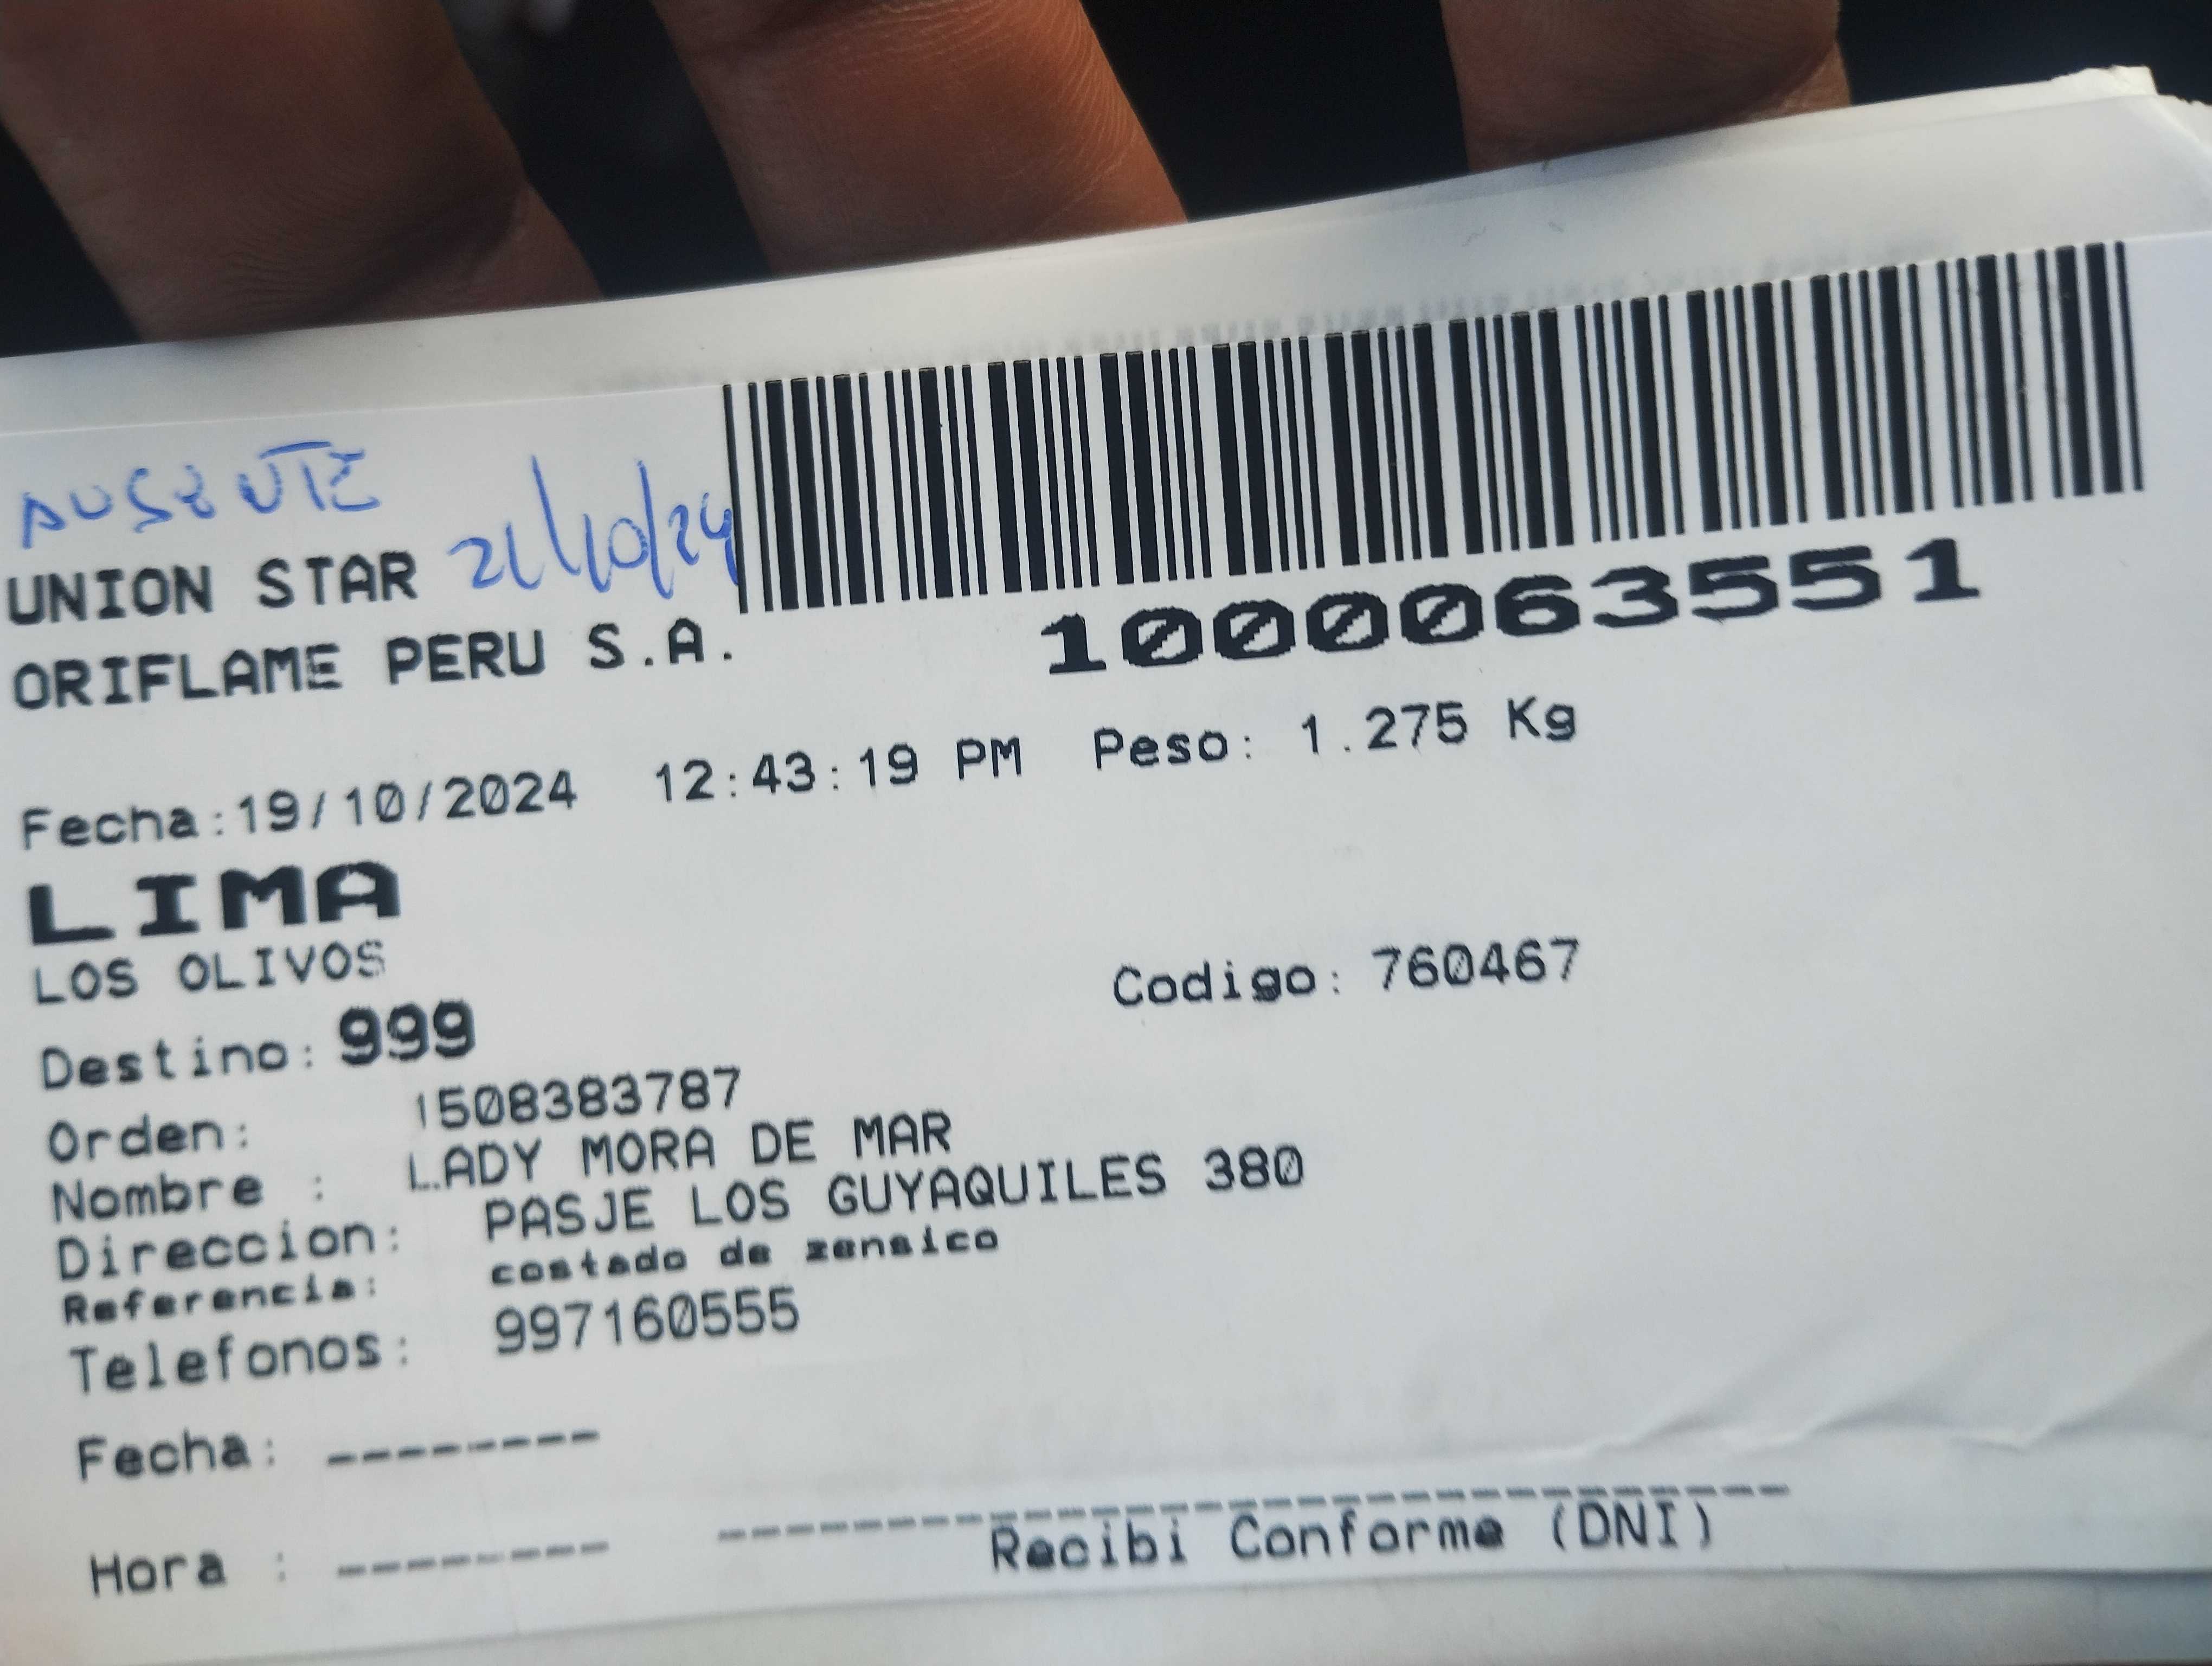 AUSENTE
21/10/24
UNION STAR
ORIFLAME PERU S.A.
1000063551
Fecha:19/10/2024 12:43:19 PM Peso: 1.275 Kg
LIMA
LOS OLIVOS
Codigo: 760467
Destino: 999
Orden: 1508383787
Nombre : LADY MORA DE MAR
Direccion: PASJE LOS GUYAQUILES 380
Referencia: costado de zensico
Telefonos: 997160555
Fecha: --------
Hora : --------
Recibi Conforme (DNI)